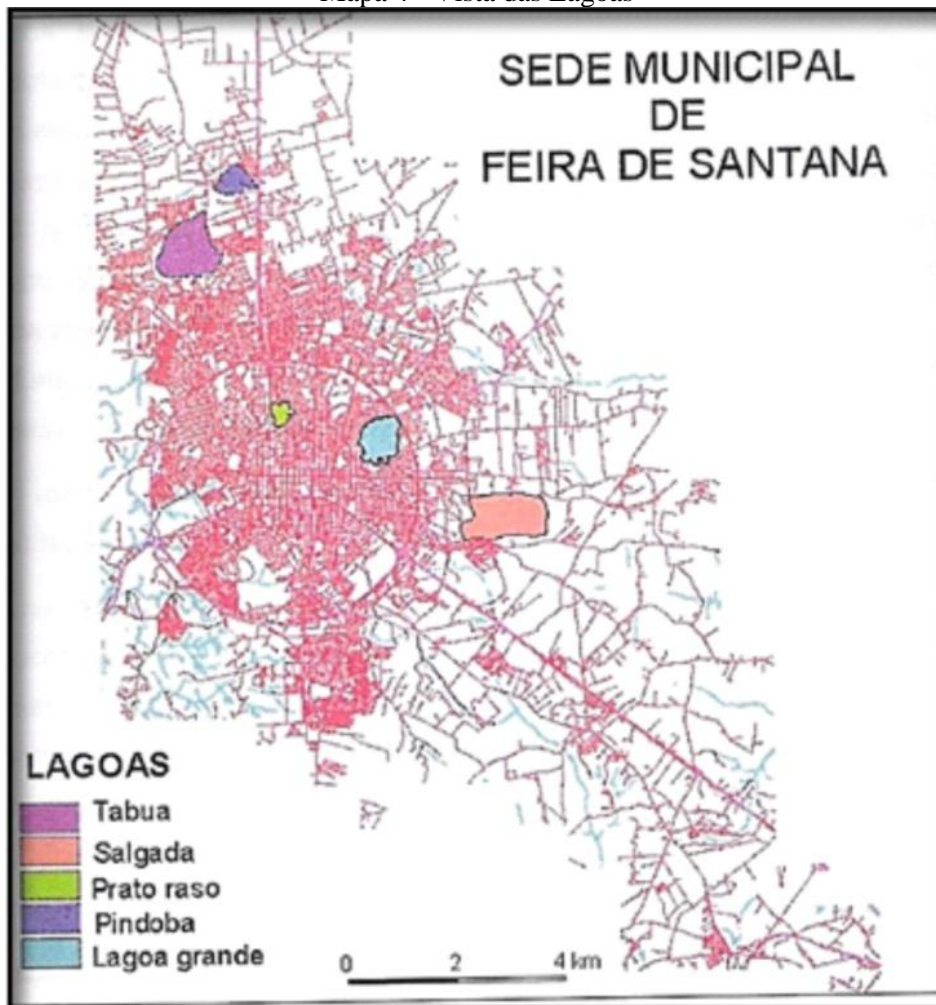 SEDE MUNICIPAL
DE
FEIRA DE SANTANA
LAGOAS
Tabua
Salgada
Prato raso
Pindoba
Lagoa grande
0 2 4 km